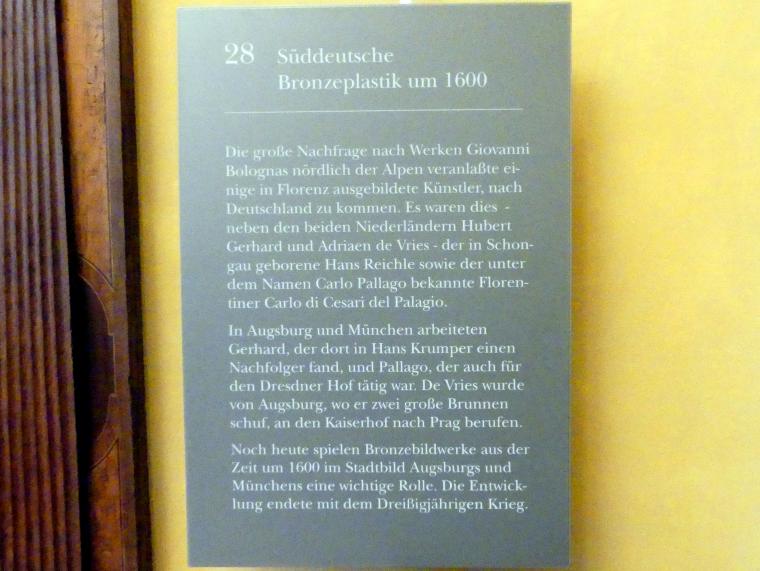 28 Süddeutsche
Bronzeplastik um 1600
Die große Nachfrage nach Werken Giovanni
Bolognas nördlich der Alpen veranlaßte ei-
nige in Florenz ausgebildete Künstler, nach
Deutschland zu kommen. Es waren dies -
neben den beiden Niederländern Hubert
Gerhard und Adriaen de Vries - der in Schon-
gau geborene Hans Reichle sowie der unter
dem Namen Carlo Pallago bekannte Floren-
tiner Carlo di Cesari del Palagio.
In Augsburg und München arbeiteten
Gerhard, der dort in Hans Krumper einen
Nachfolger fand, und Pallago, der auch für
den Dresdner Hof tätig war. De Vries wurde
von Augsburg, wo er zwei große Brunnen
schuf, an den Kaiserhof nach Prag berufen.
Noch heute spielen Bronzebildwerke aus der
Zeit um 1600 im Stadtbild Augsburgs und
Münchens eine wichtige Rolle. Die Entwick-
lung endete mit dem Dreißigjährigen Krieg.